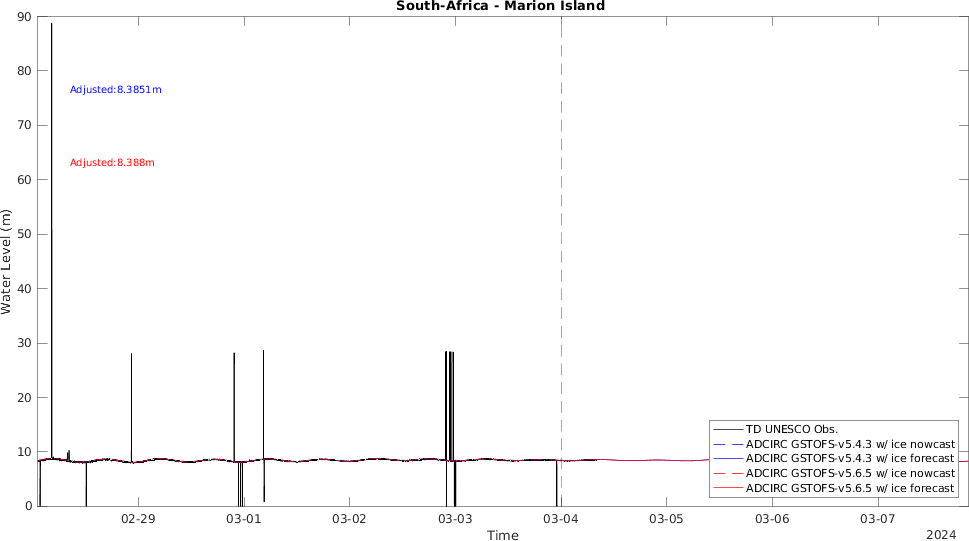 South-Africa - Marion Island
90
80
70
60
50
40
30
20
10
0
Water Level (m)
Adjusted:8.3851m
Adjusted:8.388m
TD UNESCO Obs.
ADCIRC GSTOFS-v5.4.3 w/ ice nowcast
ADCIRC GSTOFS-v5.4.3 w/ ice forecast
ADCIRC GSTOFS-v5.6.5 w/ ice nowcast
ADCIRC GSTOFS-v5.6.5 w/ ice forecast
02-29 03-01 03-02 03-03 03-04 03-05 03-06 03-07
Time
2024